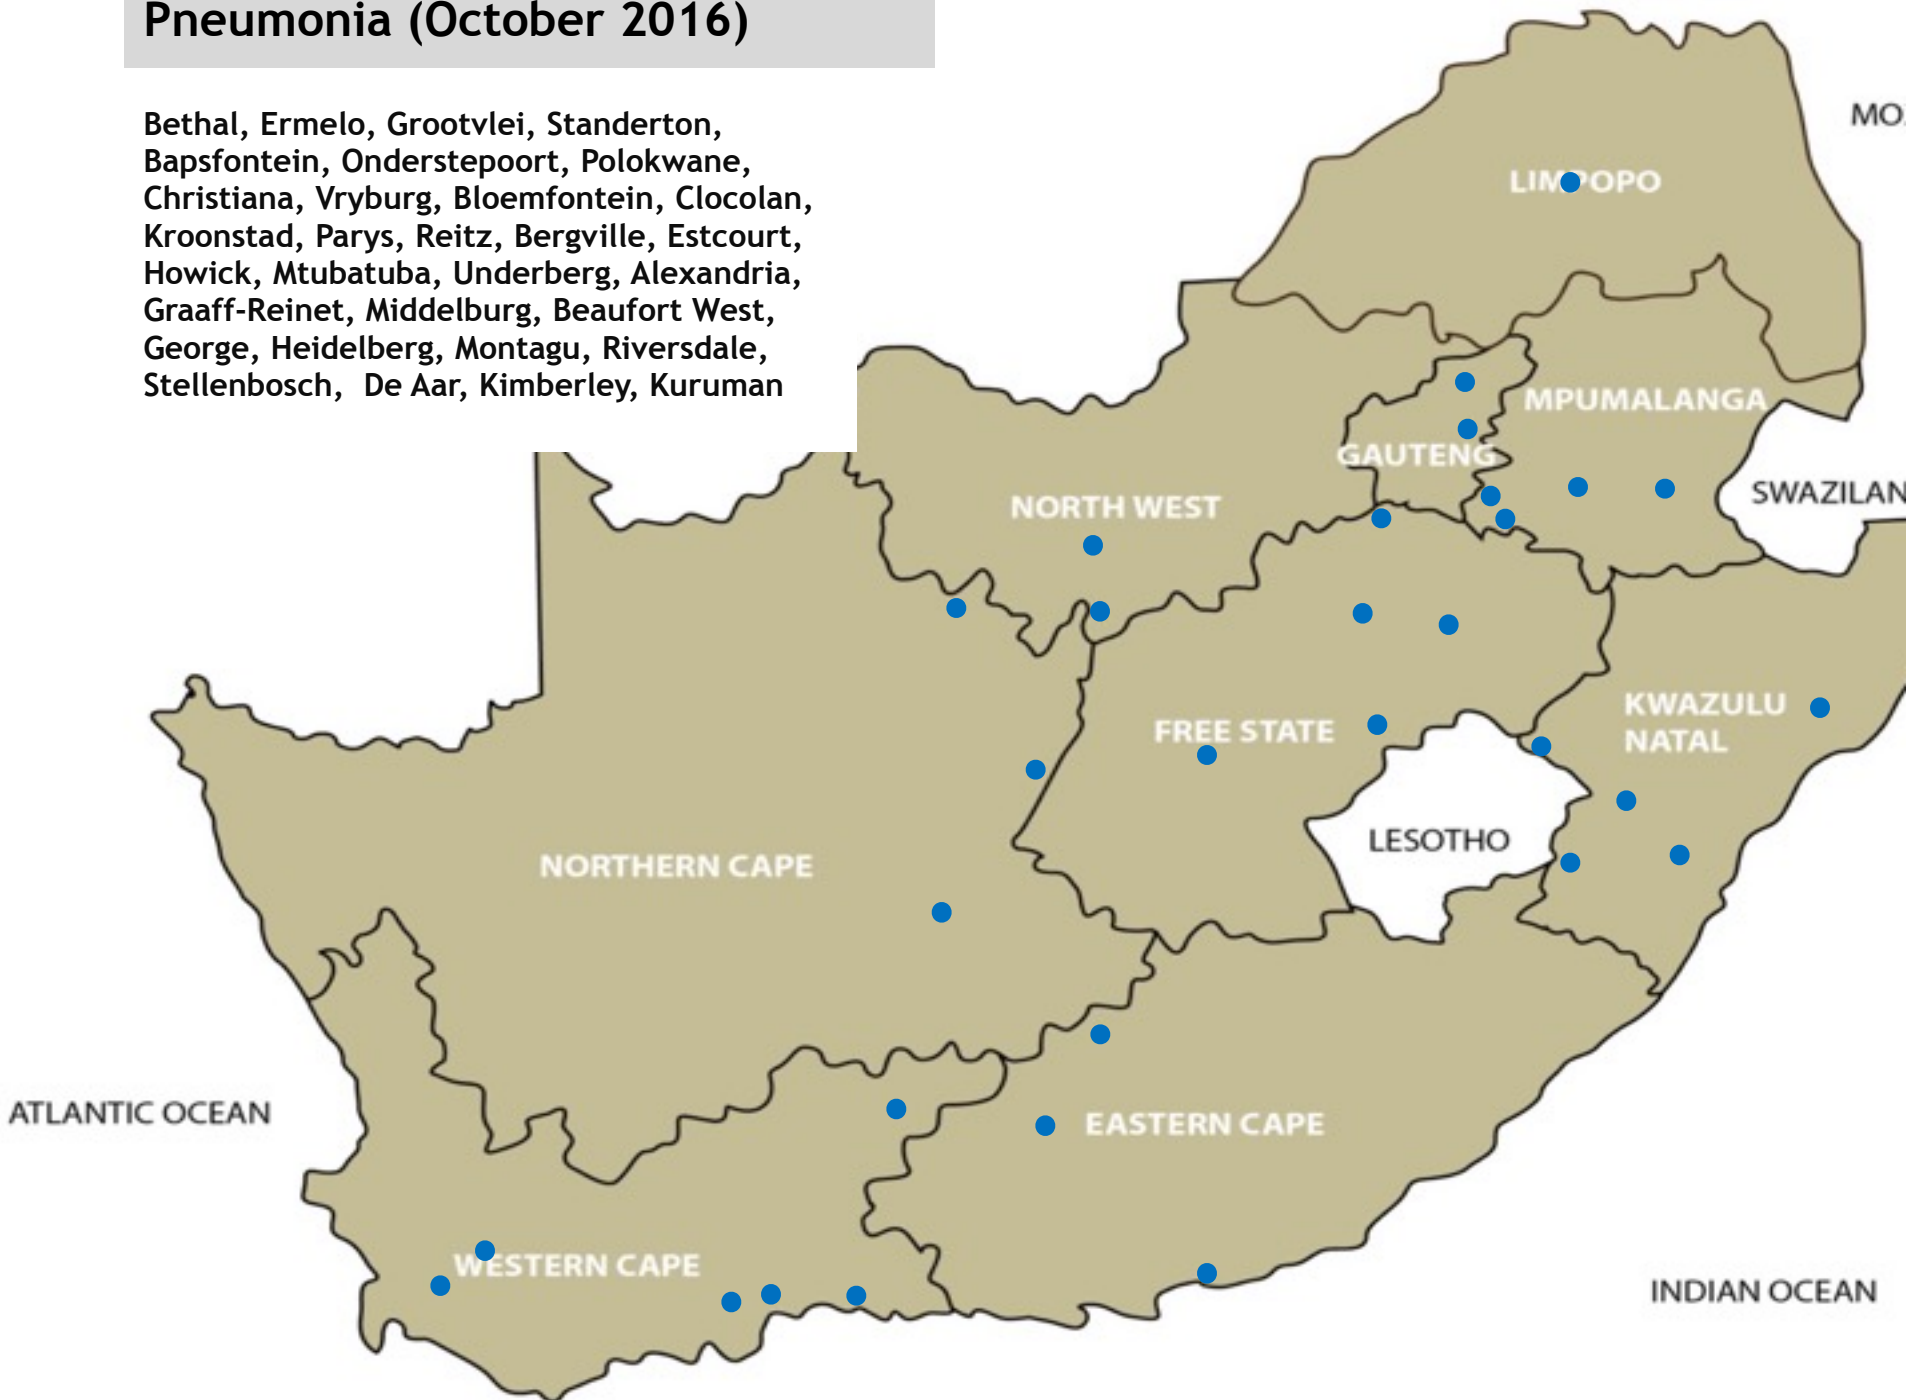 Pneumonia (October 2016)
Bethal, Ermelo, Grootvlei, Standerton,
Bapsfontein, Onderstepoort, Polokwane,
Christiana, Vryburg, Bloemfontein, Clocolan,
Kroonstad, Parys, Reitz, Bergville, Estcourt,
Howick, Mtubatuba, Underberg, Alexandria,
Graaff-Reinet, Middelburg, Beaufort West,
George, Heidelberg, Montagu, Riversdale,
Stellenbosch, De Aar, Kimberley, Kuruman
MO
LIMPOPO
MPUMALANGA
GAUTENG
SWAZILAN
NORTH WEST
KWAZULU
NATAL
FREE STATE
LESOTHO
NORTHERN CAPE
ATLANTIC OCEAN
EASTERN CAPE
WESTERN CAPE
INDIAN OCEAN